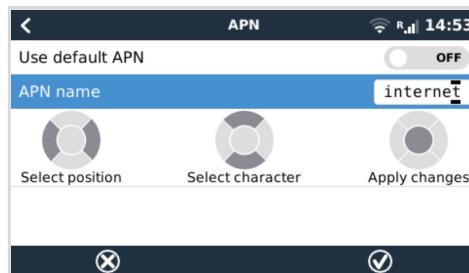 APN R 14:53
Use default APN OFF
APN name internet
Select position Select character Apply changes